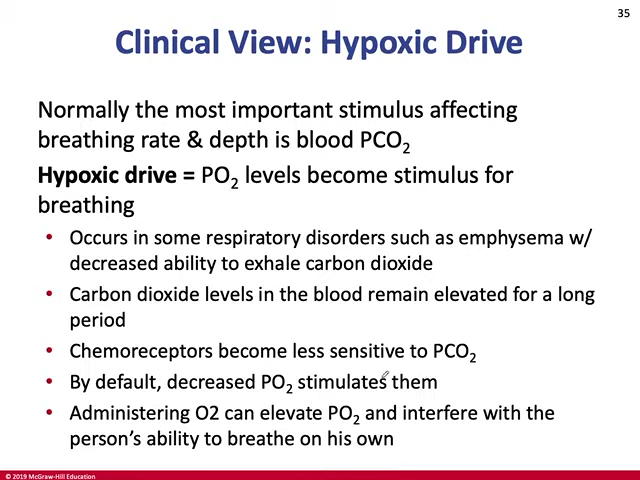 35
Clinical View: Hypoxic Drive
Normally the most important stimulus affecting
breathing rate & depth is blood PCO₂
Hypoxic drive = PO₂ levels become stimulus for
breathing
• Occurs in some respiratory disorders such as emphysema w/
decreased ability to exhale carbon dioxide
• Carbon dioxide levels in the blood remain elevated for a long
period
• Chemoreceptors become less sensitive to PCO₂
• By default, decreased PO₂ stimulates them
• Administering O2 can elevate PO₂ and interfere with the
person's ability to breathe on his own
© 2019 McGraw-Hill Education